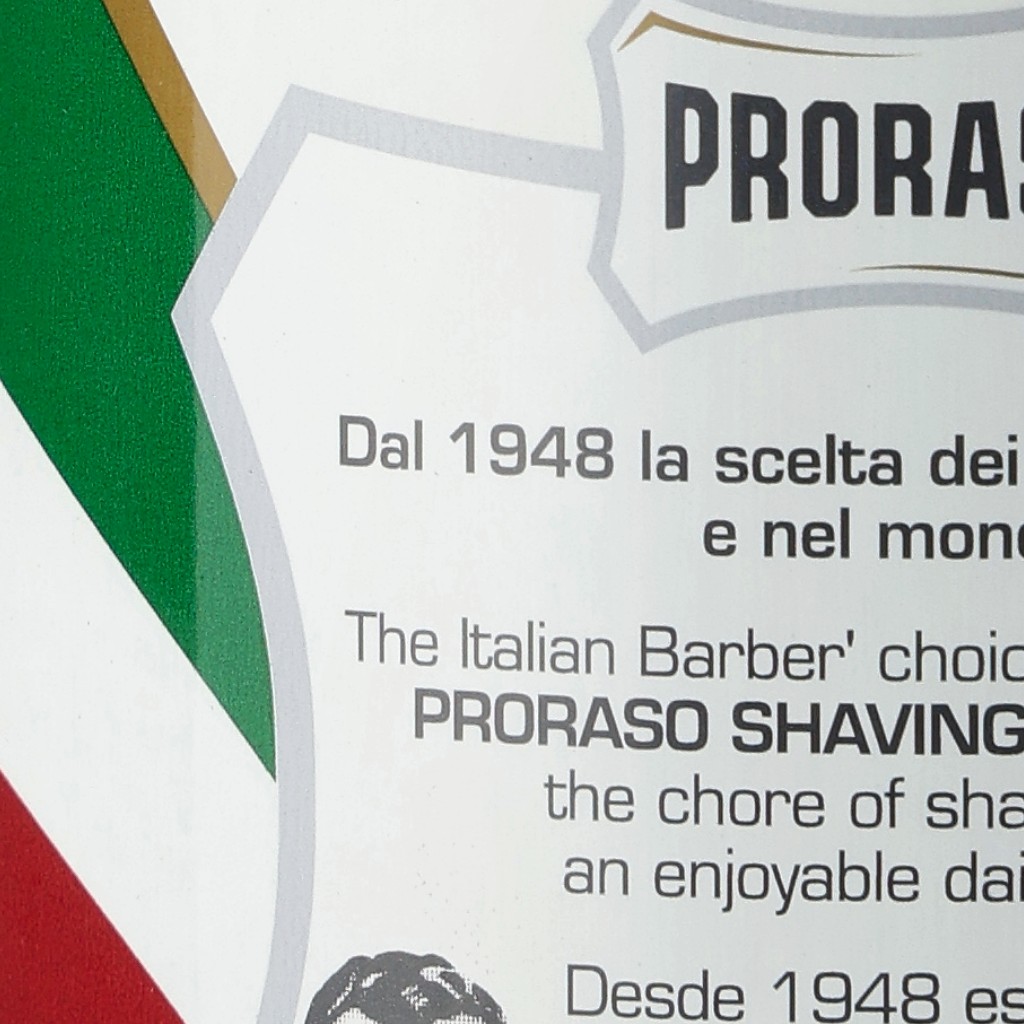 PRORAS
Dal 1948 la scelta dei
e nel mon
The Italian Barber' choic
PRORASO SHAVING
the chore of sha
an enjoyable dai
Desde 1948 es